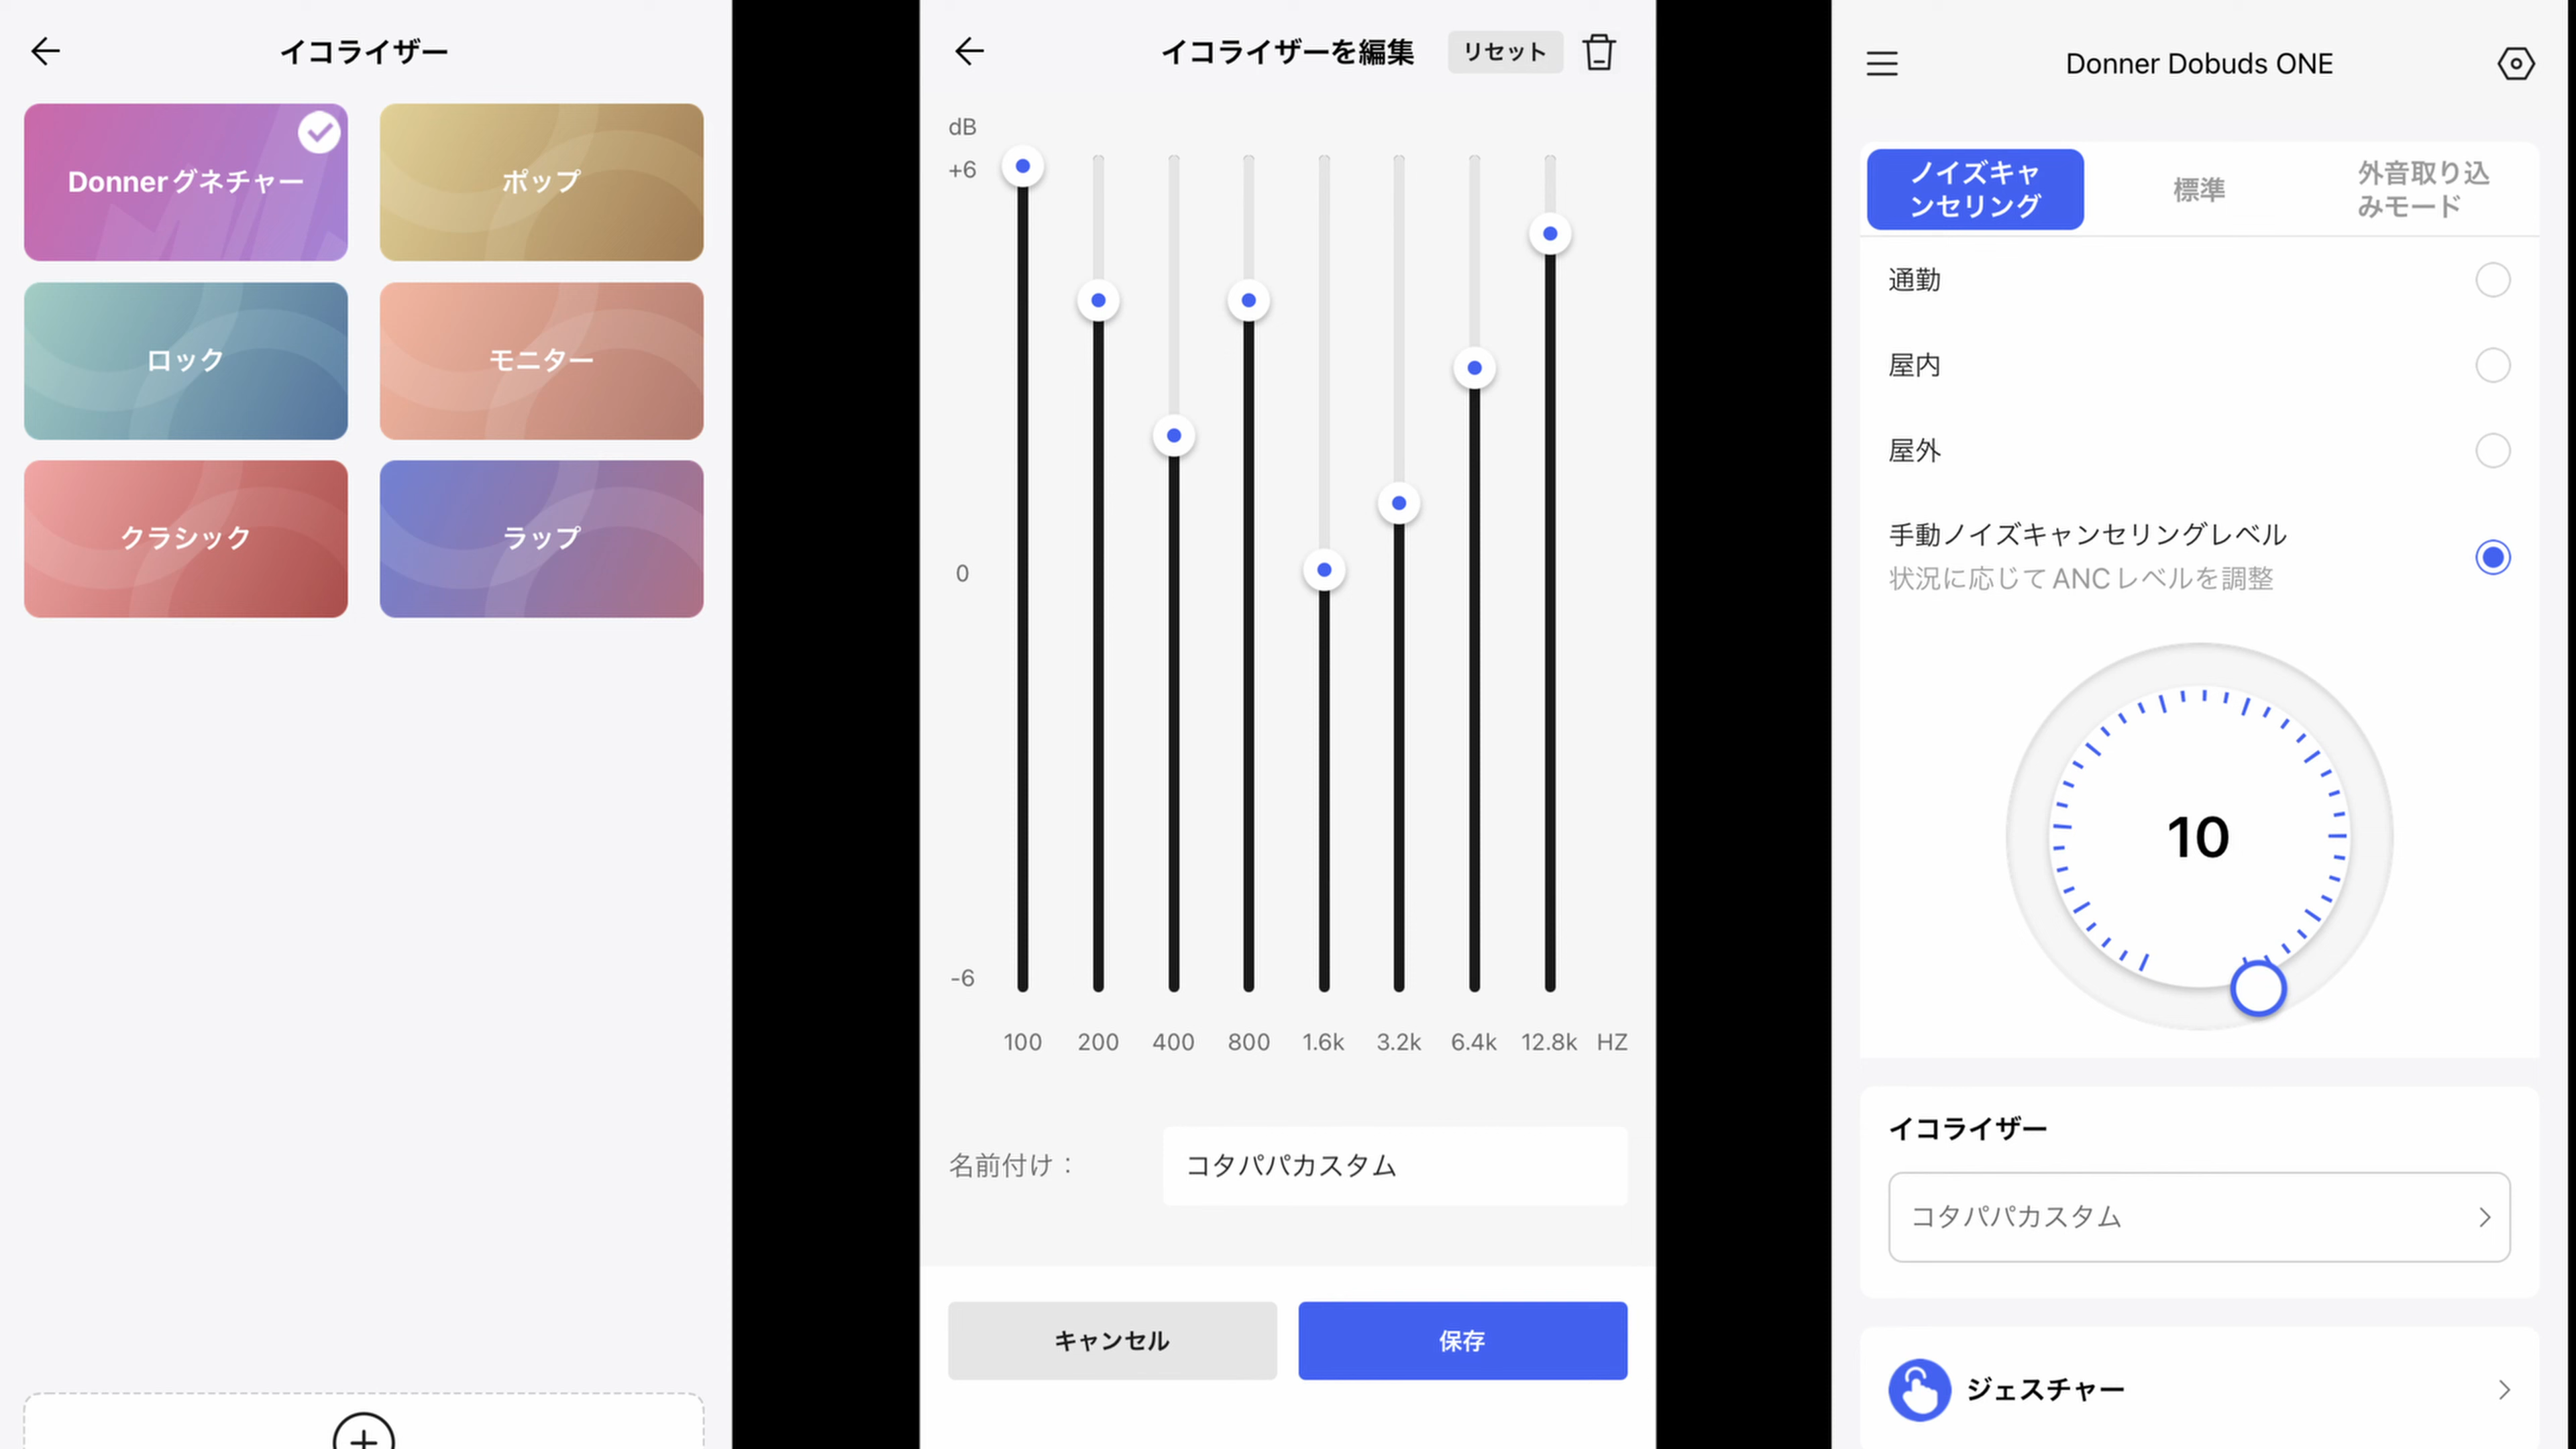 イコライザー
Donnerグネチャー
ポップ
ロック
モニター
クラシック
ラップ
イコライザーを編集
リセット
dB
+6
0
-6
100 200 400 800 1.6k 3.2k 6.4k 12.8k HZ
名前付け：
コタパパカスタム
キャンセル
保存
Donner Dobuds ONE
ノイズキャ
ンセリング
標準
外音取り込
みモード
通勤
屋内
屋外
手動ノイズキャンセリングレベル
状況に応じてANCレベルを調整
10
イコライザー
コタパパカスタム
ジェスチャー